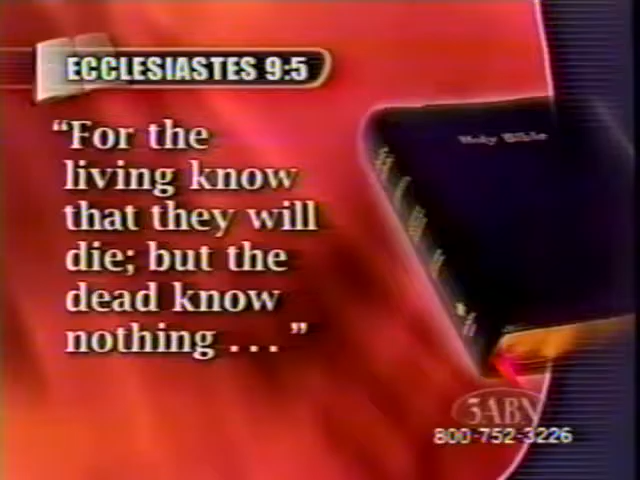 ECCLESIASTES 9:5
“For the
living know
that they will
die; but the
dead know
nothing . . . ”
Holy Bible
3ABN
800-752-3226